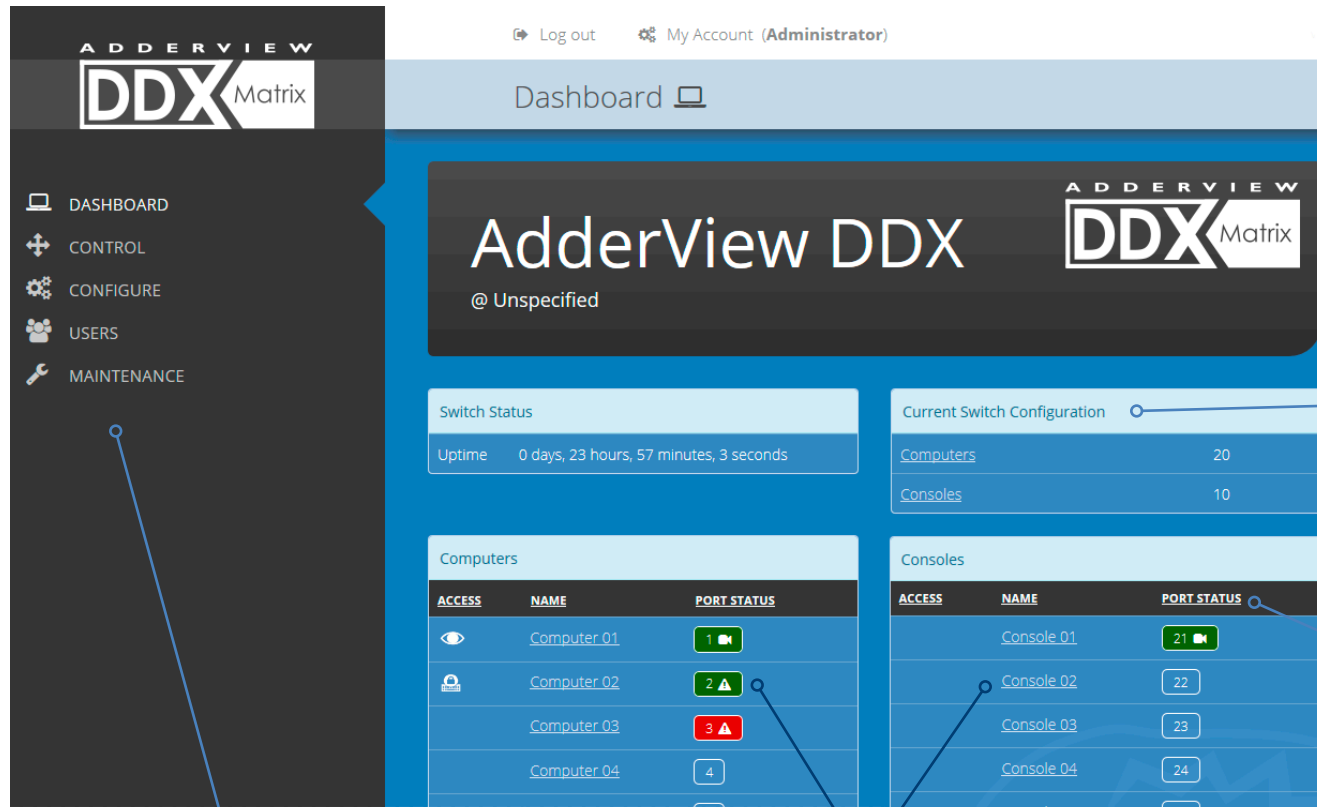 Log out My Account (Administrator)
ADDERVIEW
DDX Matrix
Dashboard
DASHBOARD
CONTROL
CONFIGURE
USERS
MAINTENANCE
ADDERVIEW
DDX Matrix
AdderView DDX
@ Unspecified
Switch Status
Uptime 0 days, 23 hours, 57 minutes, 3 seconds
Current Switch Configuration
Computers 20
Consoles 10
Computers
ACCESS NAME PORT STATUS
Computer 01 1
Computer 02 2
Computer 03 3
Computer 04 4
Consoles
ACCESS NAME PORT STATUS
Console 01 21
Console 02 22
Console 03 23
Console 04 24